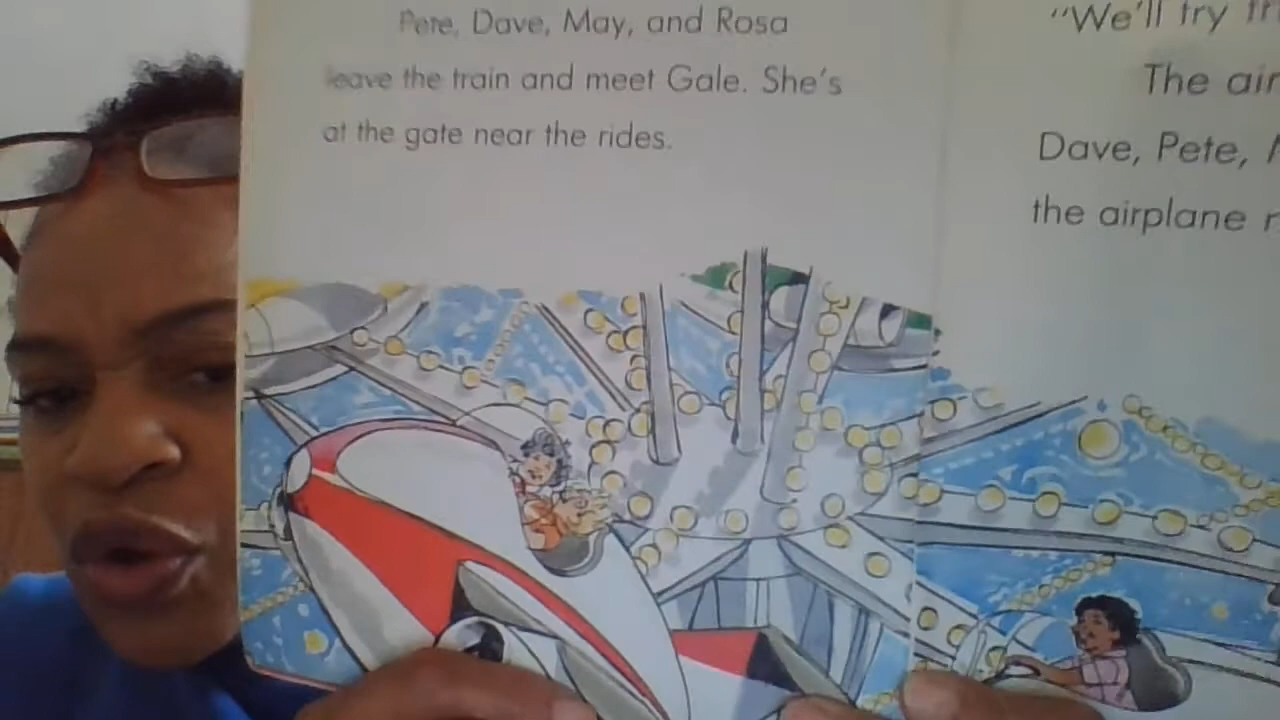 Pete, Dave, May, and Rosa
leave the train and meet Gale. She's
at the gate near the rides.
"We'll try
The air
Dave, Pete,
the airplane